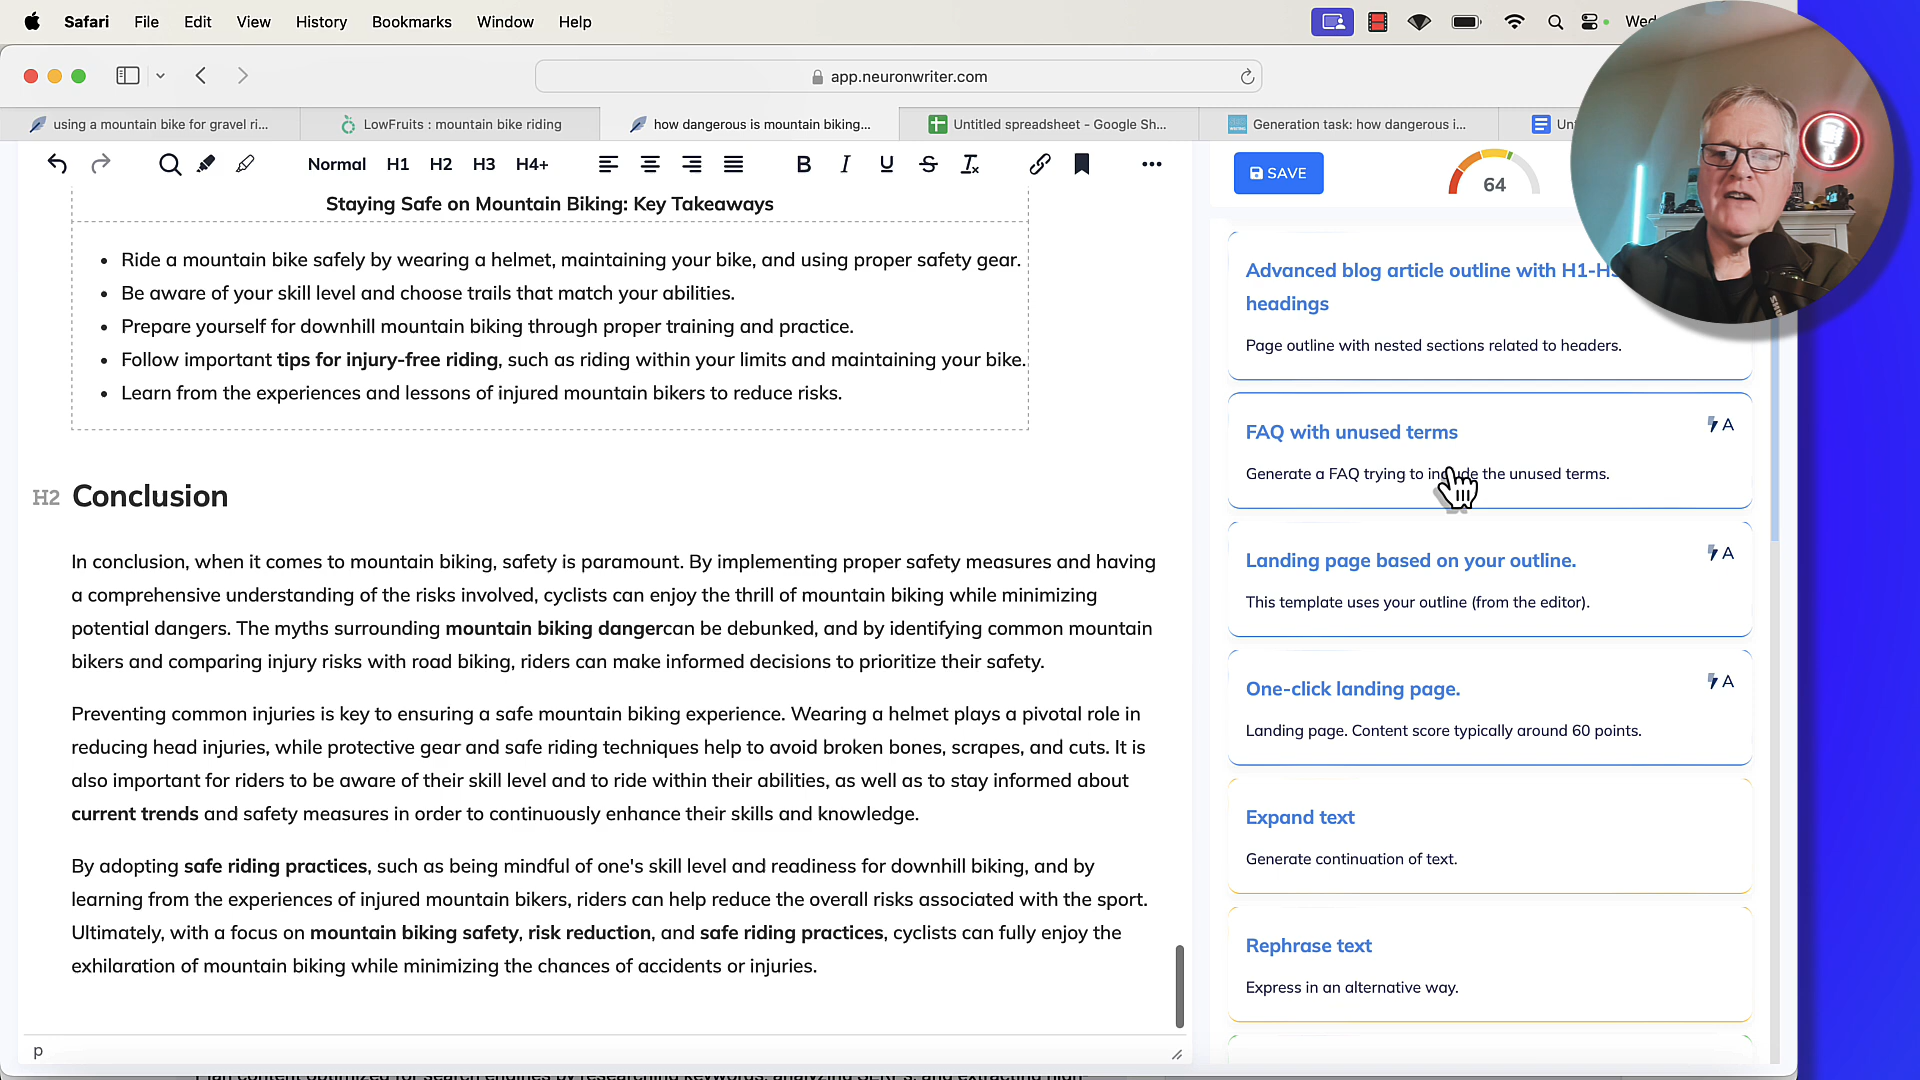 Safari File Edit View History Bookmarks Window Help
app.neuronwriter.com
using a mountain bike for gravel ri...
LowFruits : mountain bike riding
how dangerous is mountain biking...
Untitled spreadsheet - Google Sh...
Generation task: how dangerous i...
Normal H1 H2 H3 H4+ B I U S
SAVE
64
Staying Safe on Mountain Biking: Key Takeaways
Ride a mountain bike safely by wearing a helmet, maintaining your bike, and using proper safety gear.
Be aware of your skill level and choose trails that match your abilities.
Prepare yourself for downhill mountain biking through proper training and practice.
Follow important tips for injury-free riding, such as riding within your limits and maintaining your bike.
Learn from the experiences and lessons of injured mountain bikers to reduce risks.
H2 Conclusion
In conclusion, when it comes to mountain biking, safety is paramount. By implementing proper safety measures and having
a comprehensive understanding of the risks involved, cyclists can enjoy the thrill of mountain biking while minimizing
potential dangers. The myths surrounding mountain biking dangercan be debunked, and by identifying common mountain
bikers and comparing injury risks with road biking, riders can make informed decisions to prioritize their safety.
Preventing common injuries is key to ensuring a safe mountain biking experience. Wearing a helmet plays a pivotal role in
reducing head injuries, while protective gear and safe riding techniques help to avoid broken bones, scrapes, and cuts. It is
also important for riders to be aware of their skill level and to ride within their abilities, as well as to stay informed about
current trends and safety measures in order to continuously enhance their skills and knowledge.
By adopting safe riding practices, such as being mindful of one's skill level and readiness for downhill biking, and by
learning from the experiences of injured mountain bikers, riders can help reduce the overall risks associated with the sport.
Ultimately, with a focus on mountain biking safety, risk reduction, and safe riding practices, cyclists can fully enjoy the
exhilaration of mountain biking while minimizing the chances of accidents or injuries.
p
Advanced blog article outline with
headings
Page outline with nested sections related to headers.
FAQ with unused terms
A
Generate a FAQ trying to include the unused terms.
Landing page based on your outline.
A
This template uses your outline (from the editor).
One-click landing page.
A
Landing page. Content score typically around 60 points.
Expand text
Generate continuation of text.
Rephrase text
Express in an alternative way.